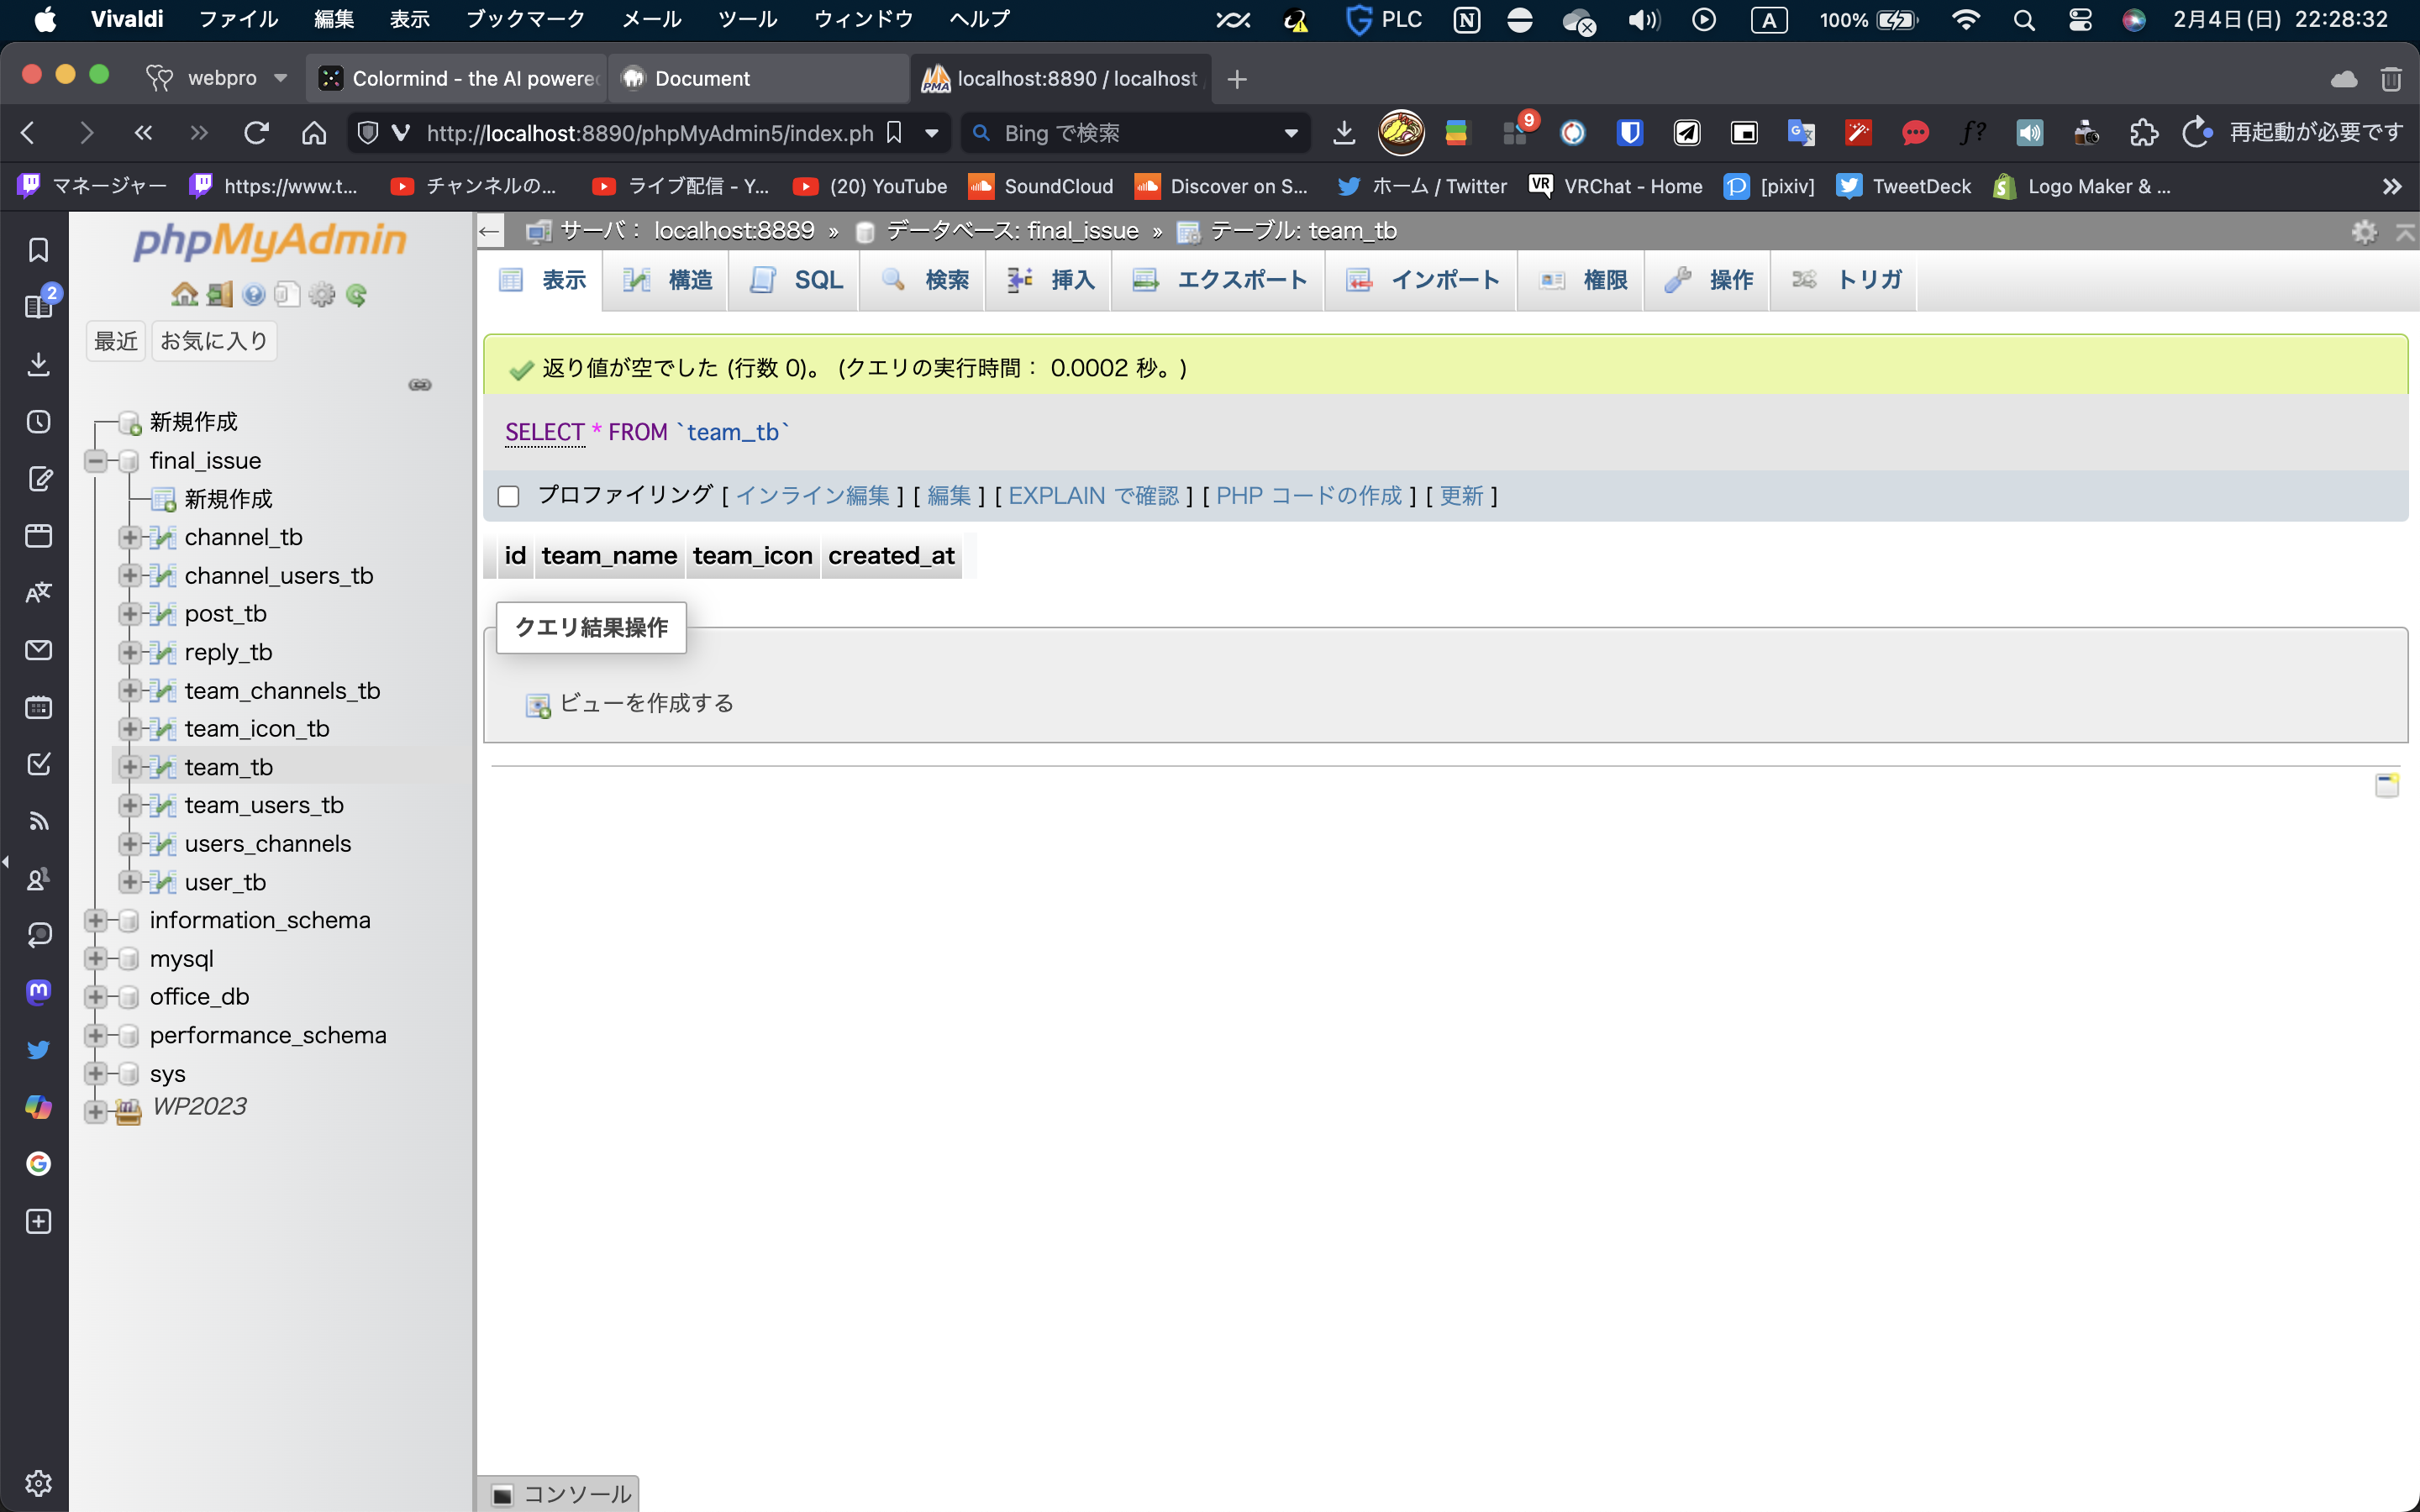 Vivaldi ファイル 編集 表示 ブックマーク メール ツール ウィンドウ ヘルプ PLC A 100% 2月4日(日) 22:28:32
webpro Colormind - the AI powere Document localhost:8890 / localhost
http://localhost:8890/phpMyAdmin5/index.ph Bing で検索 9 再起動が必要です
マネージャー https://www.t... チャンネルの... ライブ配信 - Y... (20) YouTube SoundCloud Discover on S... ホーム / Twitter VRChat - Home [pixiv] TweetDeck Logo Maker & ...
2
phpMyAdmin
最近 お気に入り
新規作成
final_issue
新規作成
channel_tb
channel_users_tb
post_tb
reply_tb
team_channels_tb
team_icon_tb
team_tb
team_users_tb
users_channels
user_tb
information_schema
mysql
office_db
performance_schema
sys
WP2023
サーバ: localhost:8889 » データベース: final_issue » テーブル: team_tb
表示 構造 SQL 検索 挿入 エクスポート インポート 権限 操作 トリガ
返り値が空でした (行数 0)。 (クエリの実行時間: 0.0002 秒。)
SELECT * FROM `team_tb`
プロファイリング [ インライン編集 ] [ 編集 ] [ EXPLAIN で確認 ] [ PHP コードの作成 ] [ 更新 ]
id team_name team_icon created_at
クエリ結果操作
ビューを作成する
コンソール